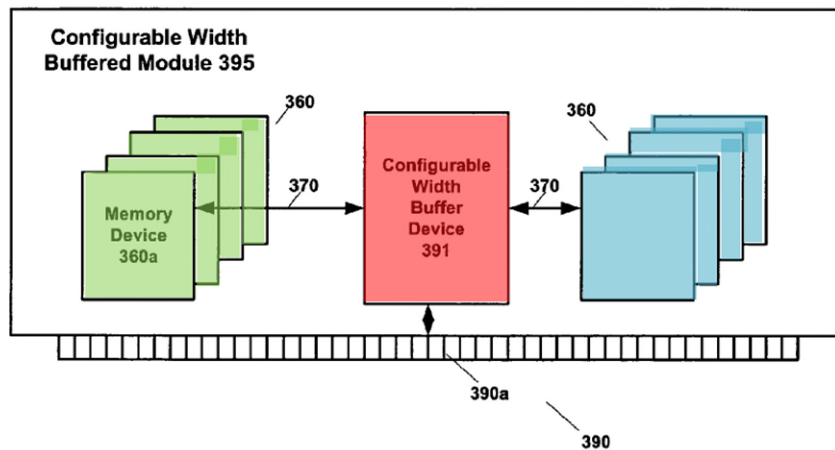 Configurable Width
Buffered Module 395
360
360
370
370
Configurable
Width
Buffer
Device
391
Memory
Device
360a
390a
390